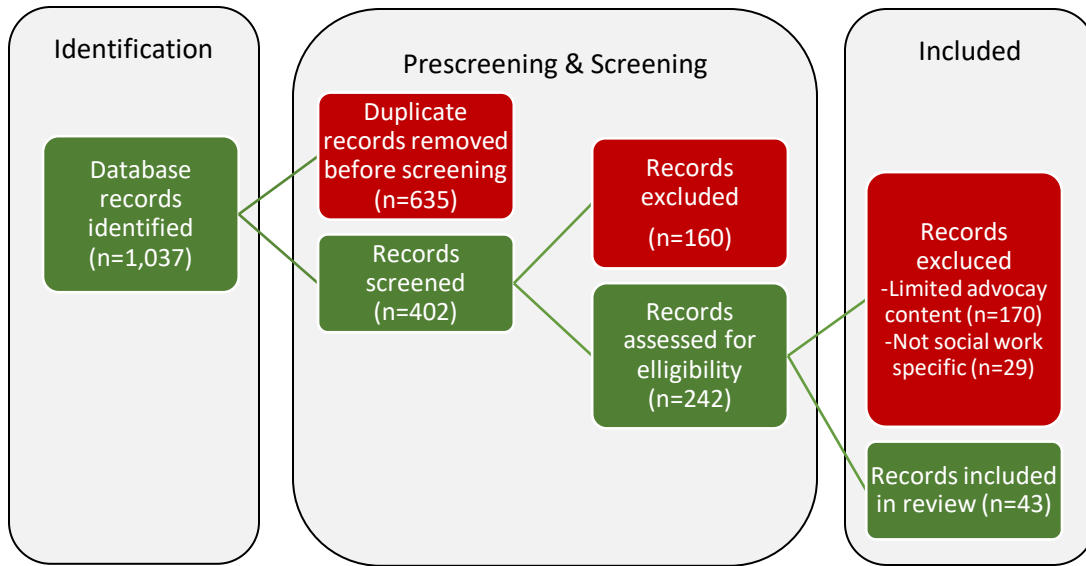 Identification
Database
records
identified
(n=1,037)
Prescreening & Screening
Duplicate
records removed
before screening
(n=635)
Records
screened
(n=402)
Records
excluded
(n=160)
Records
assessed for
elligibility
(n=242)
Included
Records
excluced
-Limited advocay
content (n=170)
-Not social work
specific (n=29)
Records included
in review (n=43)